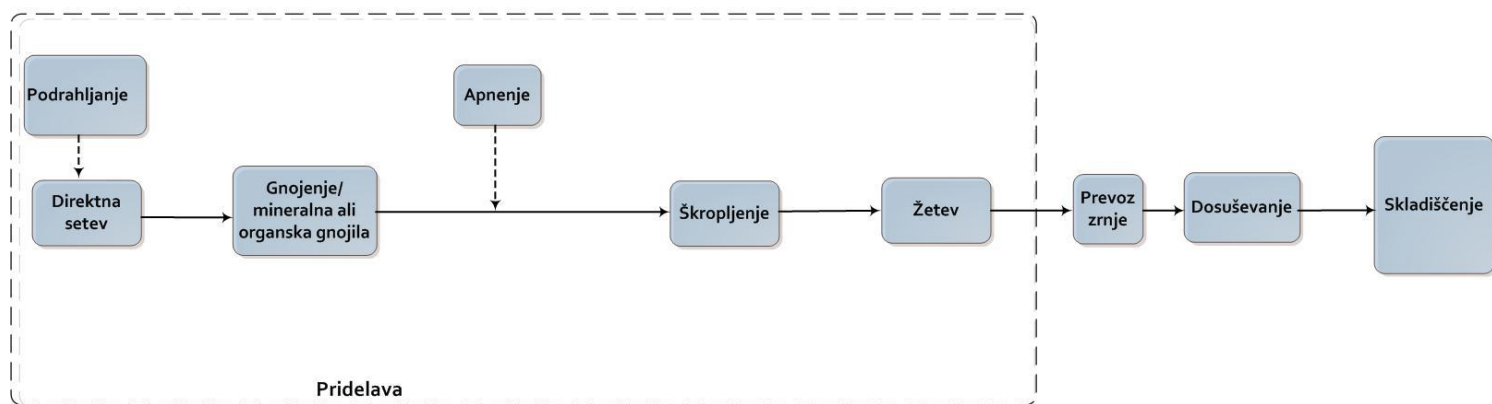 Podrahljanje
Apnenje
Direktna
setev
Gnojenje/
mineralna ali
organska gnojila
Škropljenje
Žetev
Prevoz
zrnje
Dosuševanje
Skladiščenje
Pridelava